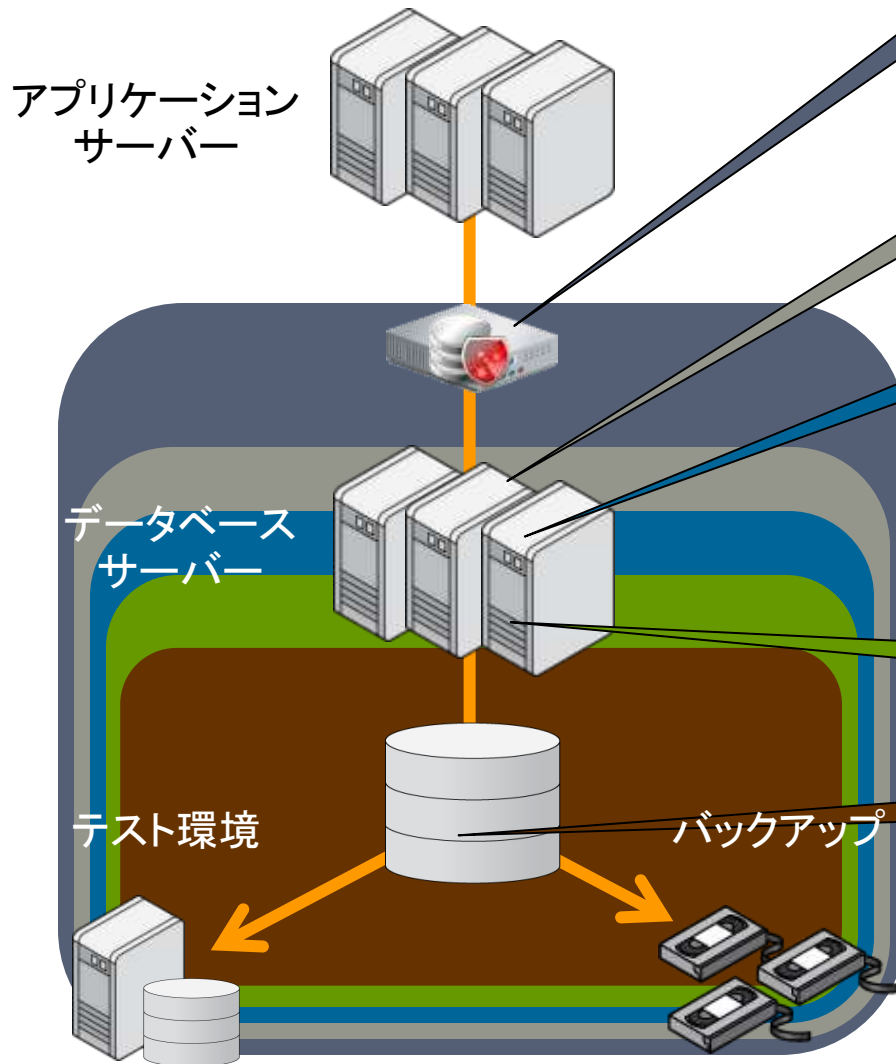 アプリケーション
サーバー
データベース
サーバー
テスト環境
バックアップ